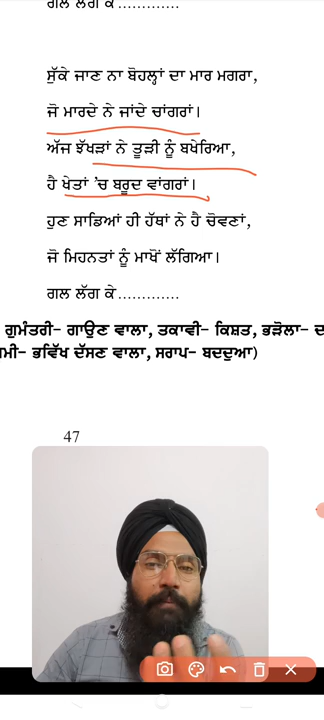 ਗਲ ਲੱਗ ਕੇ.............
ਸੁੱਕੇ ਜਾਣ ਨਾ ਬੋਹਲ੍ਹਾਂ ਦਾ ਮਾਰ ਮਗਰਾ,
ਜੋ ਮਾਰਦੇ ਨੇ ਜਾਂਦੇ ਚਾਂਗਰਾਂ।
ਅੱਜ ਝੱਖੜਾਂ ਨੇ ਤੂੜੀ ਨੂੰ ਬਖੇਰਿਆ,
ਹੈ ਖੇਤਾਂ 'ਚ ਬਰੂਦ ਵਾਂਗਰਾਂ।
ਹੁਣ ਸਾਡਿਆਂ ਹੀ ਹੱਥਾਂ ਨੇ ਹੈ ਚੋਵਣਾਂ,
ਜੋ ਮਿਹਨਤਾਂ ਨੂੰ ਮਾਖੋਂ ਲੱਗਿਆ।
ਗਲ ਲੱਗ ਕੇ.............
ਗੁਮੰਤਰੀ- ਗਾਉਣ ਵਾਲਾ, ਤਕਾਵੀ- ਕਿਸ਼ਤ, ਭੜੋਲਾ-
ਭਵਿੱਖ ਦੱਸਣ ਵਾਲਾ, ਸਰਾਪ- ਬਦਦੁਆ)
47